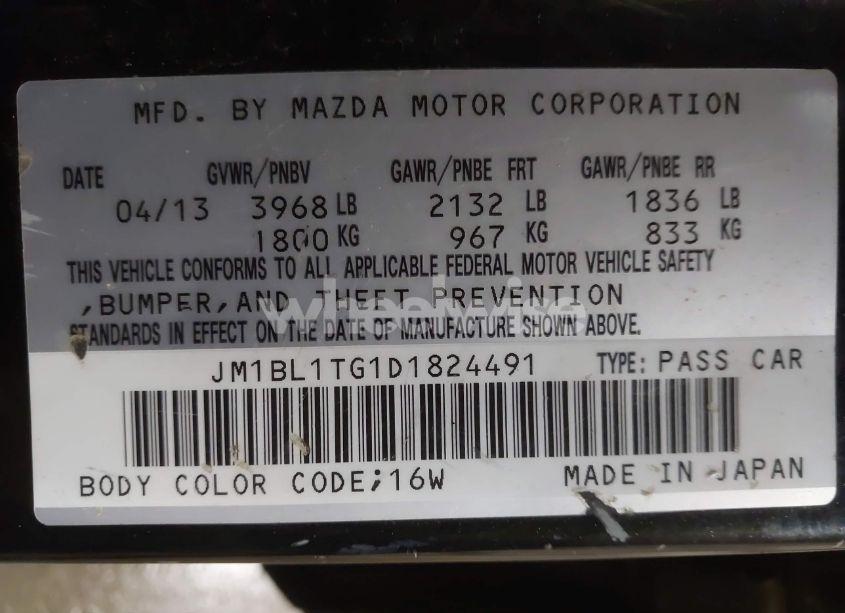 MFD. BY MAZDA MOTOR CORPORATION
DATE GVWR/PNBV GAWR/PNBE FRT GAWR/PNBE RR
04/13 3968 LB 2132 LB 1836 LB
1800 KG 967 KG 833 KG
THIS VEHICLE CONFORMS TO ALL APPLICABLE FEDERAL MOTOR VEHICLE SAFETY
,BUMPER,AND THEFT PREVENTION
wheelwise
STANDARDS IN EFFECT ON THE DATE OF MANUFACTURE SHOWN ABOVE.
JM1BL1TG1D1824491 TYPE: PASS CAR
BODY COLOR CODE;16W MADE IN JAPAN